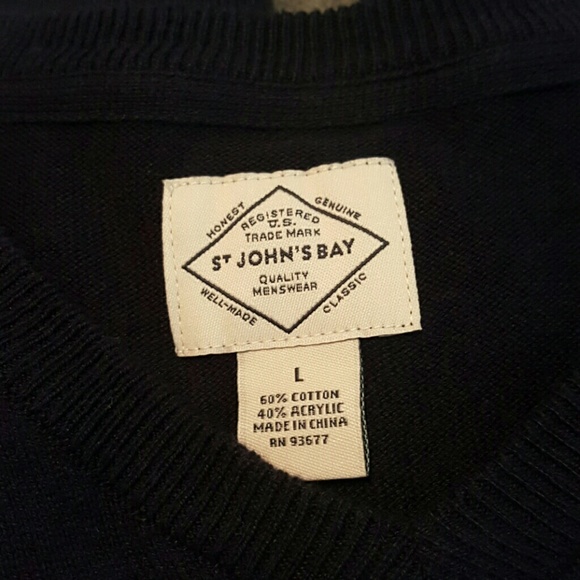 HONEST
GENUINE
REGISTERED
U.S.
TRADE MARK
ST JOHN'S BAY
QUALITY
MENSWEAR
WELL-MADE
CLASSIC
L
60% COTTON
40% ACRYLIC
MADE IN CHINA
RN 93677